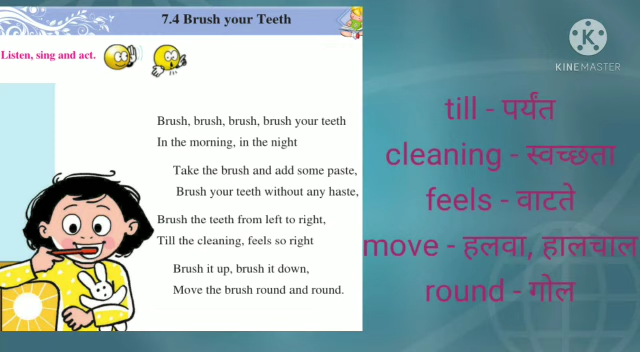 7.4 Brush your Teeth
Listen, sing and act.
Brush, brush, brush, brush your teeth
In the morning, in the night
Take the brush and add some paste,
Brush your teeth without any haste,
Brush the teeth from left to right,
Till the cleaning, feels so right
Brush it up, brush it down,
Move the brush round and round.
K
KINEMASTER
till - पर्यंत
cleaning - स्वच्छता
feels - वाटते
move - हलवा, हालचाल
round - गोल